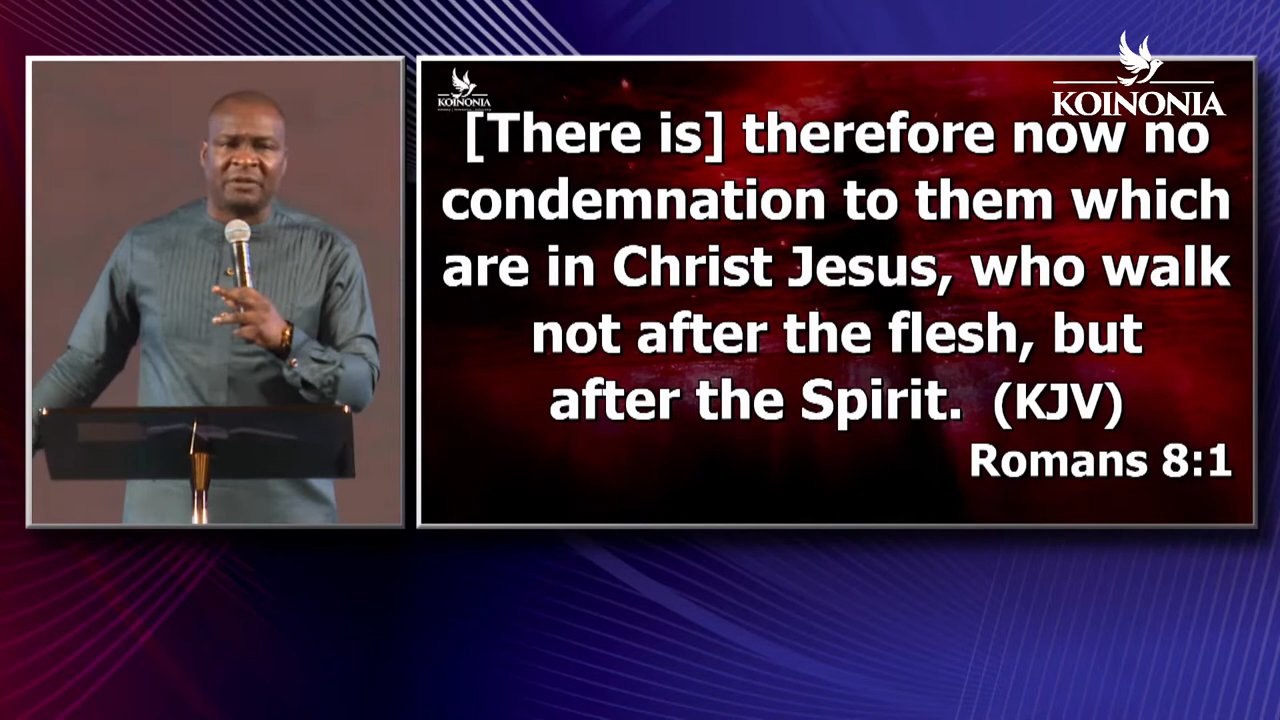 KOINONIA
KOINONIA
[There is] therefore now no
condemnation to them which
are in Christ Jesus, who walk
not after the flesh, but
after the Spirit. (KJV)
Romans 8:1